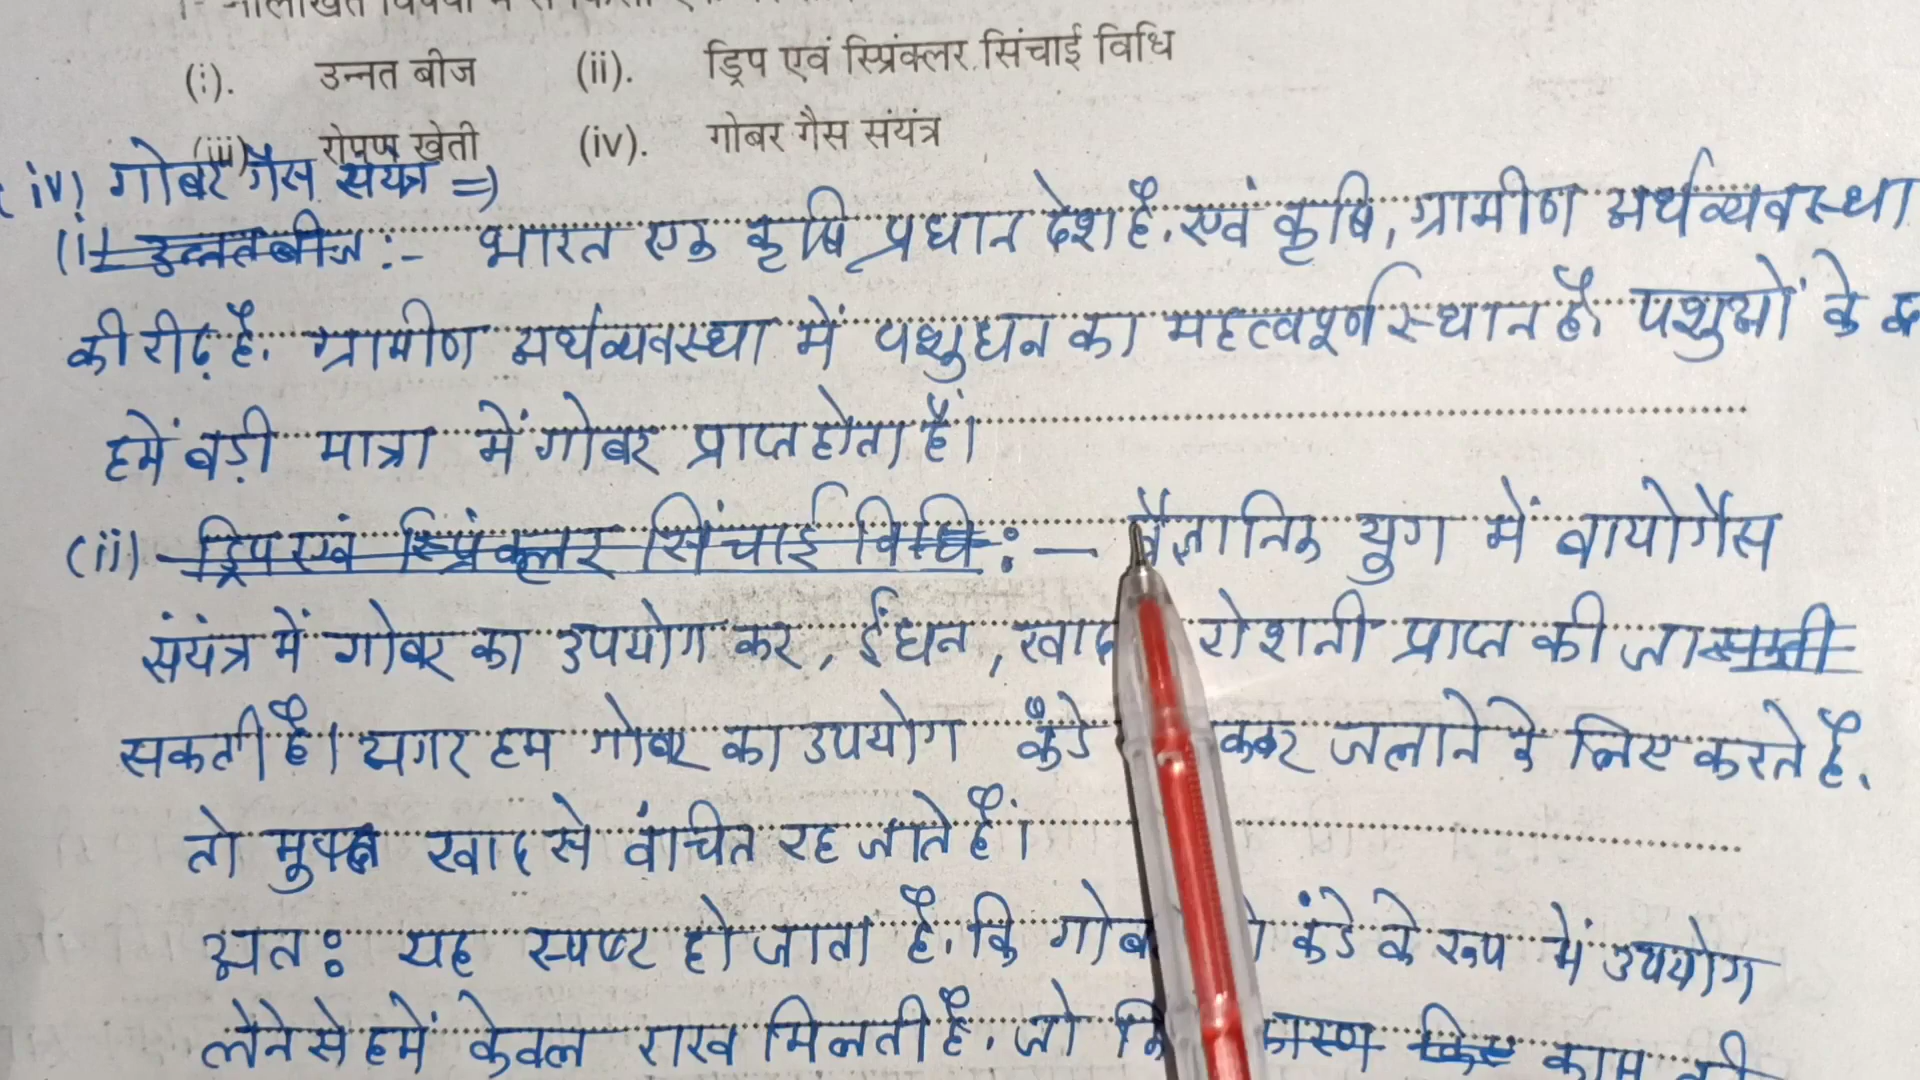 (i). उन्नत बीज (ii). ड्रिप एवं स्प्रिंक्लर सिंचाई विधि
(iii) रोपण खेती (iv). गोबर गैस संयंत्र
(iv) गोबर गैस संयत्र =>
(i) उन्नत बीज :- भारत एक कृषि प्रधान देश है. एवं कृषि, ग्रामीण अर्थव्यवस्था
की रीढ़ है. ग्रामीण अर्थव्यवस्था में पशुधन का महत्वपूर्ण स्थान है पशुओं के
हमें बड़ी मात्रा में गोबर प्राप्त होता है।
(ii) ड्रिप एवं स्प्रिंक्लर सिंचाई विधि :- वैज्ञानिक युग में बायोगैस
संयंत्र में गोबर का उपयोग कर, ईंधन, खाद रोशनी प्राप्त की जा
सकती है। अगर हम गोबर का उपयोग कंडे जलाने के लिए करते है.
तो मुफ्त खाद से वंचित रह जाते हैं।
अतः यह स्पष्ट हो जाता है. कि कंडे के रूप में उपयोग
लेने से हमें केवल राख मिलती है. जो काम